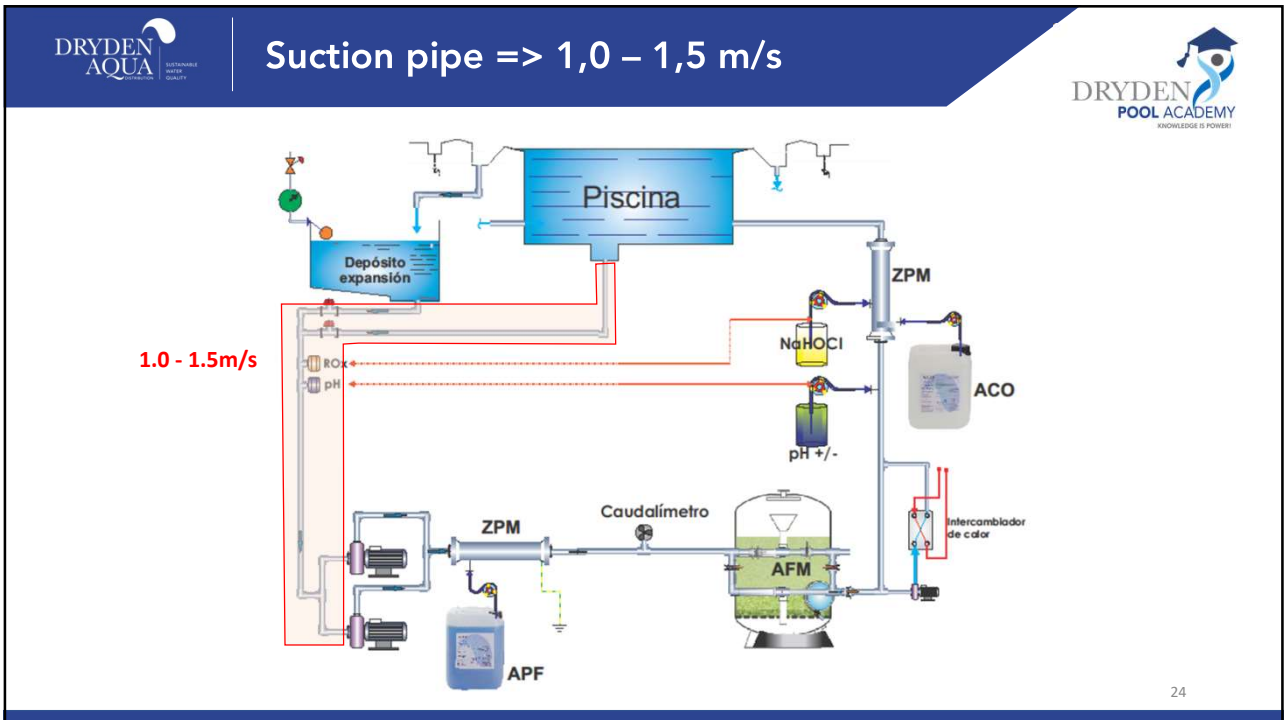 DRYDEN
AQUA
DISTRIBUTION
SUSTAINABLE
WATER
QUALITY
Suction pipe => 1,0 – 1,5 m/s
DRYDEN
POOL ACADEMY
KNOWLEDGE IS POWER!
Piscina
Depósito
expansión
ZPM
NaHOCl
1.0 - 1.5m/s
ROx
pH
ACO
pH +/-
Caudalímetro
ZPM
Intercambiador
de calor
AFM
APF
24